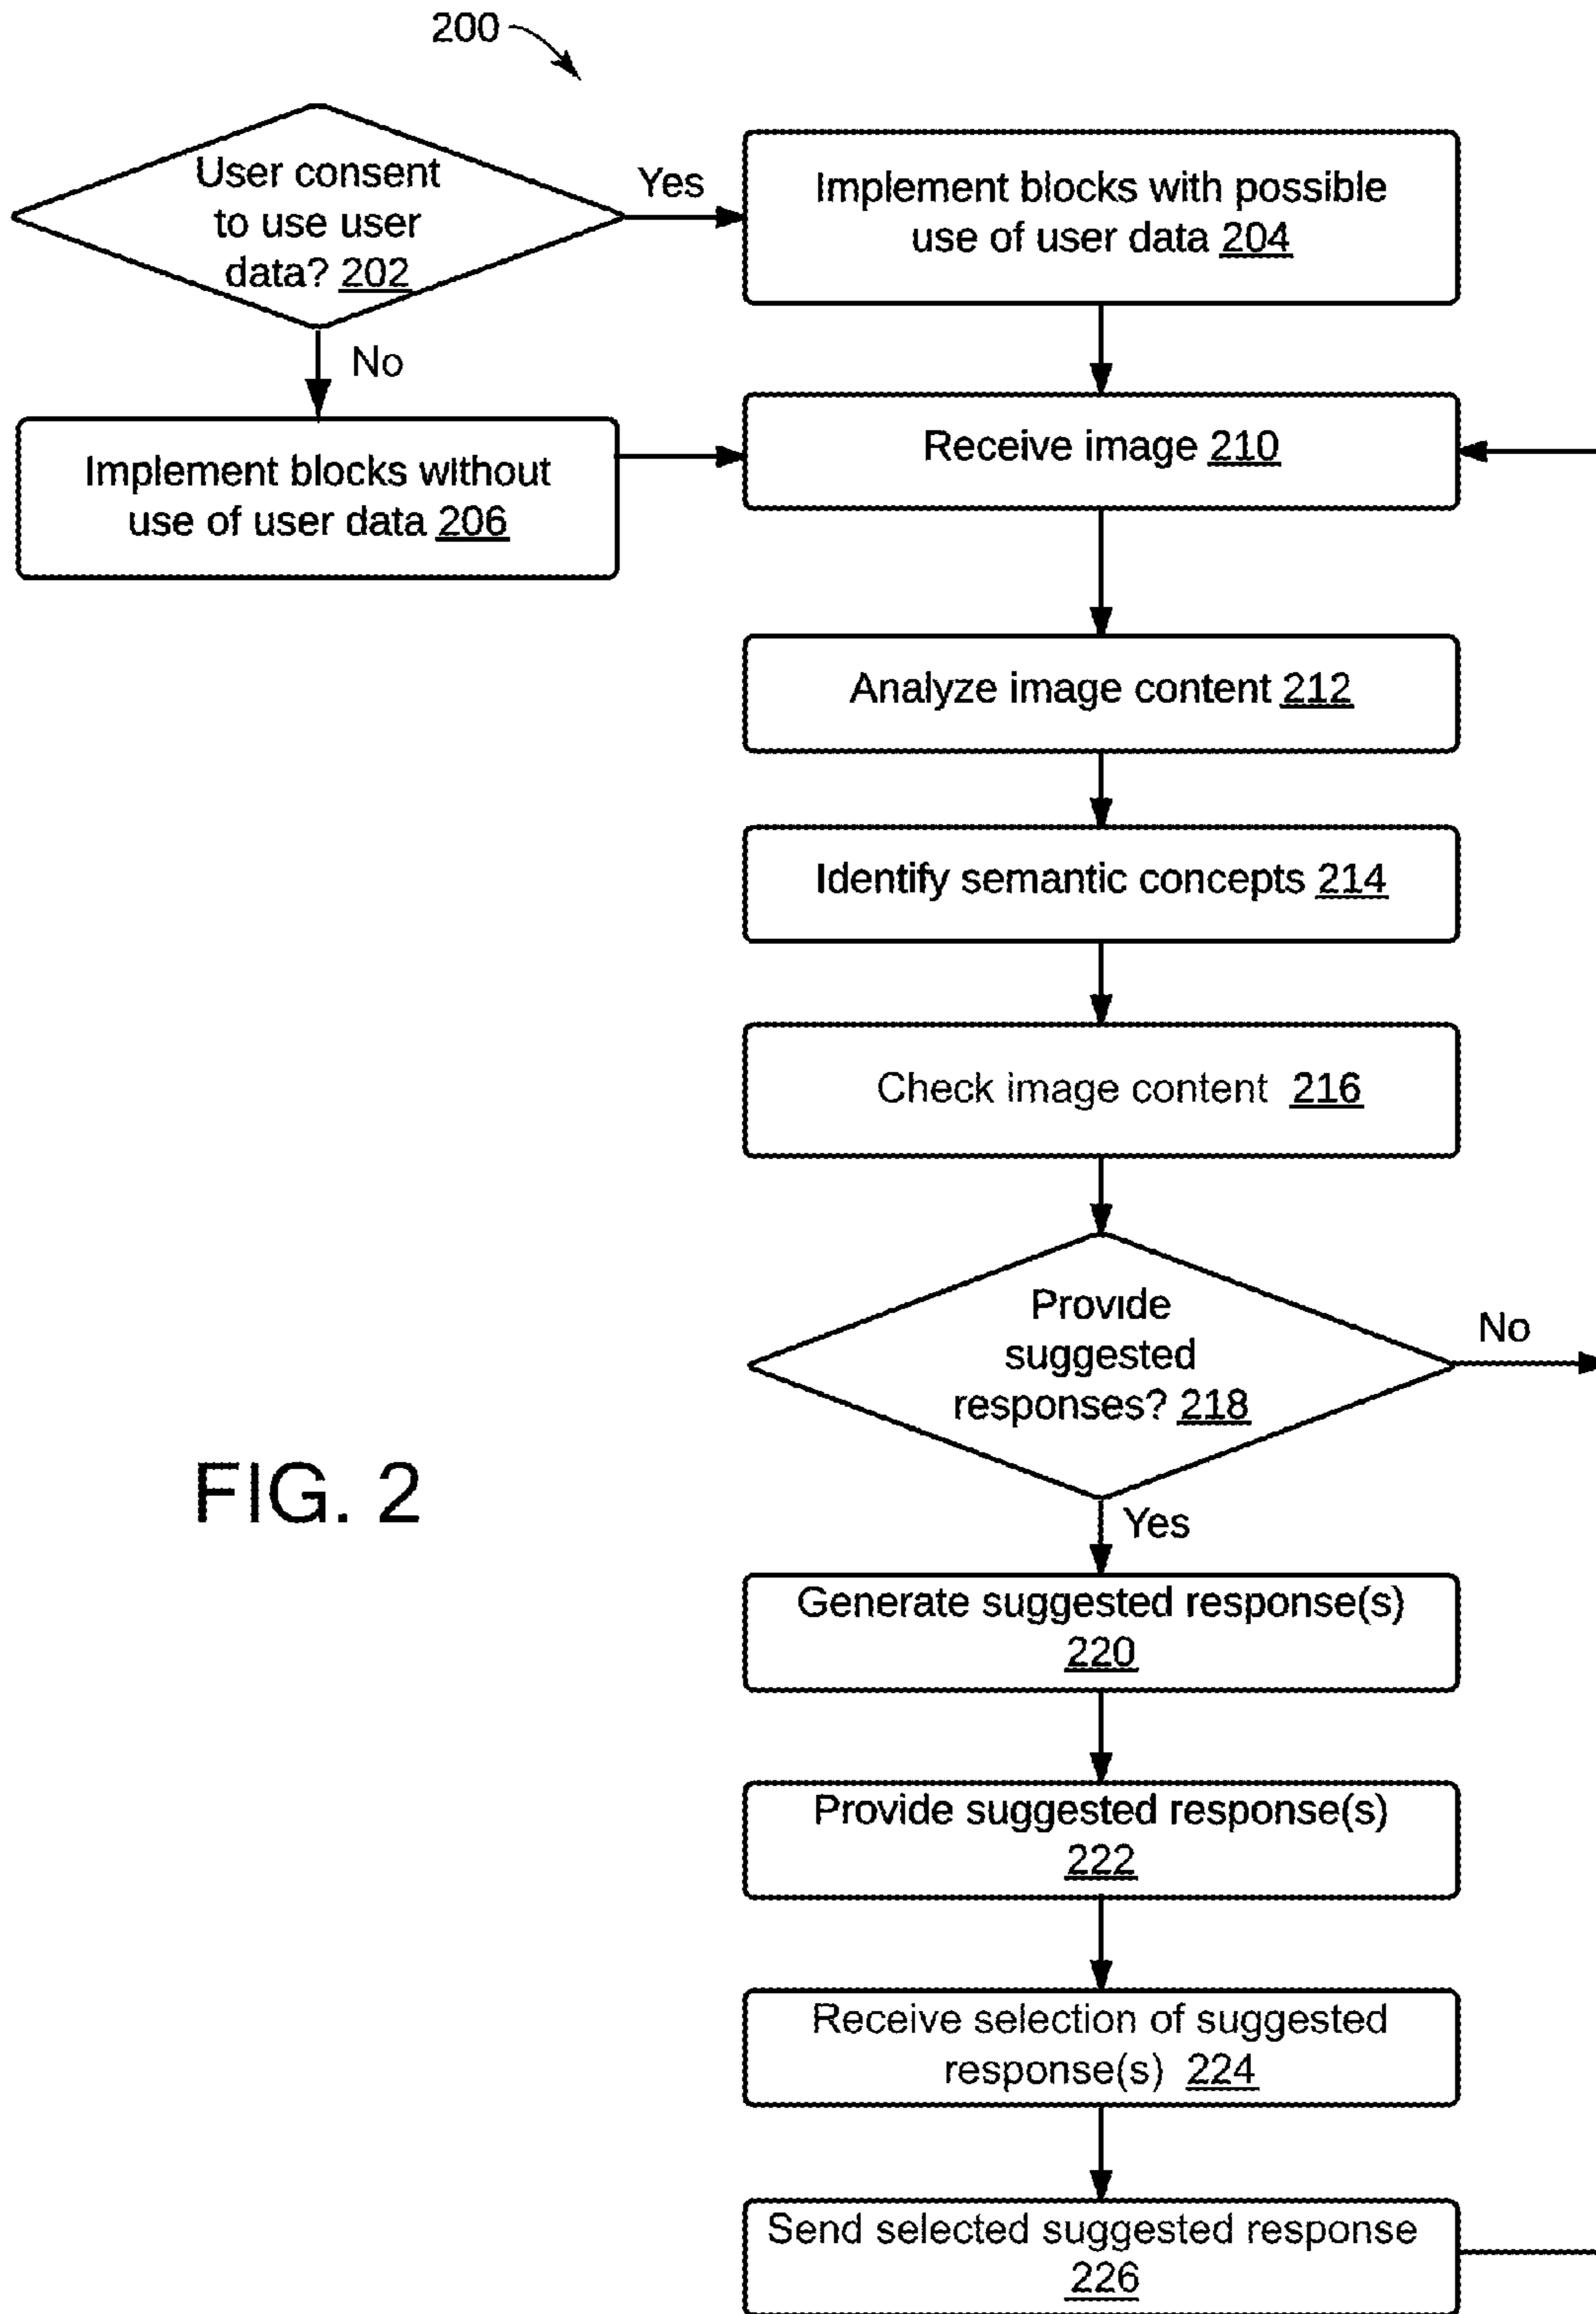 200
User consent
to use user
data? 202
Yes
Implement blocks with possible
use of user data 204
No
Implement blocks without
use of user data 206
Receive image 210
Analyze image content 212
Identify semantic concepts 214
Check image content 216
Provide
suggested
responses? 218
No
FIG. 2
Yes
Generate suggested response(s)
220
Provide suggested response(s)
222
Receive selection of suggested
response(s) 224
Send selected suggested response
226